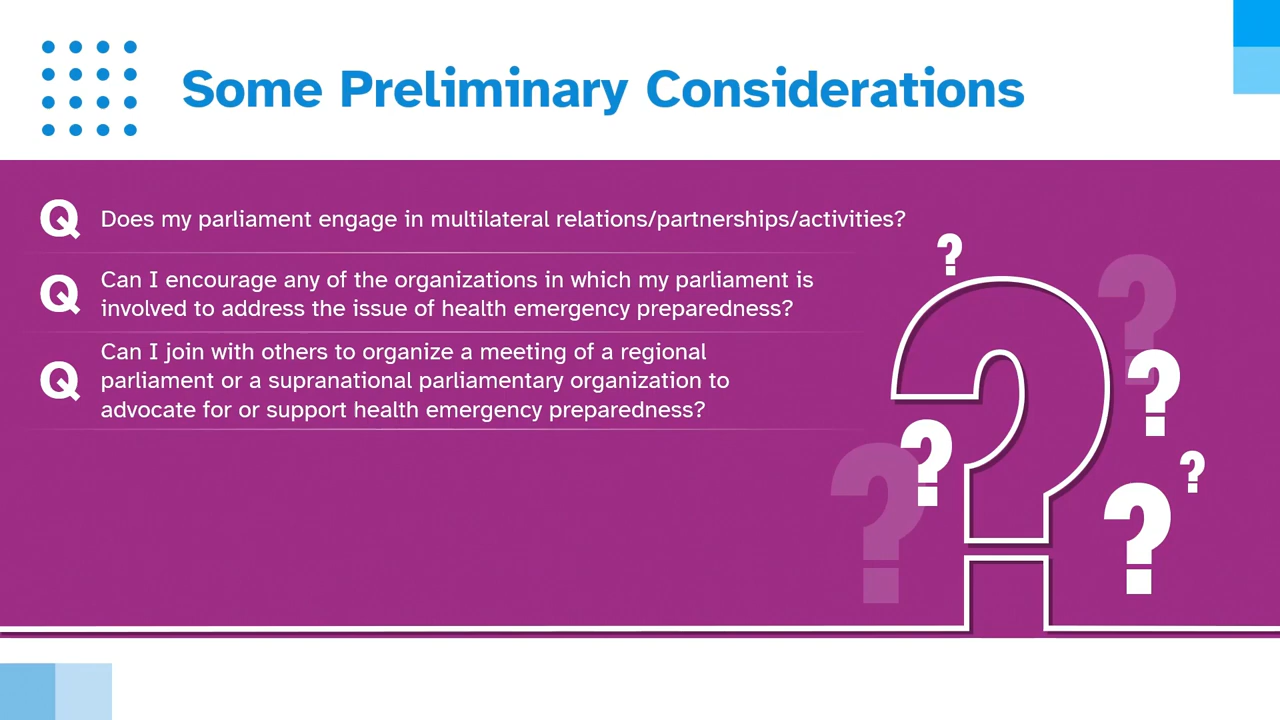 Some Preliminary Considerations
Q Does my parliament engage in multilateral relations/partnerships/activities?
Q Can I encourage any of the organizations in which my parliament is
involved to address the issue of health emergency preparedness?
Q Can I join with others to organize a meeting of a regional
parliament or a supranational parliamentary organization to
advocate for or support health emergency preparedness?
?
?
?
?
?
?
?
?